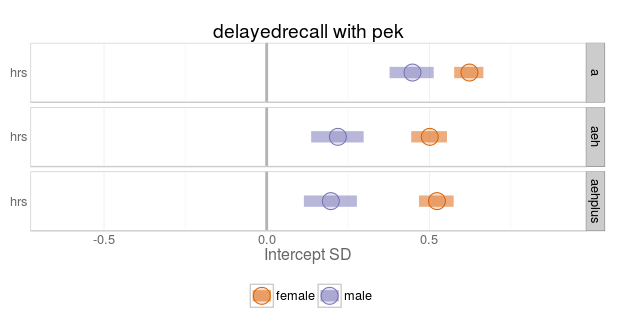 delayedrecall with pek
hrs
a
hrs
aeh
hrs
aehplus
-0.5 0.0 0.5
Intercept SD
female male